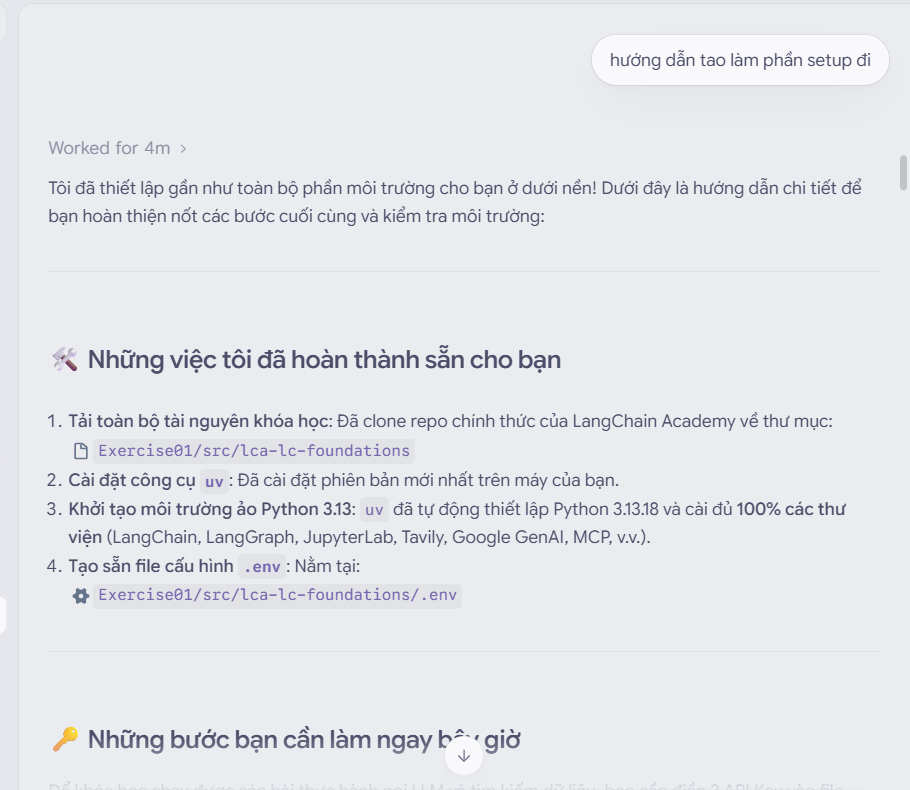 hướng dẫn tao làm phần setup đi
Worked for 4m >
Tôi đã thiết lập gần như toàn bộ phần môi trường cho bạn ở dưới nền! Dưới đây là hướng dẫn chi tiết để
bạn hoàn thiện nốt các bước cuối cùng và kiểm tra môi trường:
🛠️ Những việc tôi đã hoàn thành sẵn cho bạn
1. Tải toàn bộ tài nguyên khóa học: Đã clone repo chính thức của LangChain Academy về thư mục:
Exercise01/src/lca-lc-foundations
2. Cài đặt công cụ uv : Đã cài đặt phiên bản mới nhất trên máy của bạn.
3. Khởi tạo môi trường ảo Python 3.13: uv đã tự động thiết lập Python 3.13.18 và cài đủ 100% các thư
viện (LangChain, LangGraph, JupyterLab, Tavily, Google GenAI, MCP, v.v.).
4. Tạo sẵn file cấu hình .env : Nằm tại:
Exercise01/src/lca-lc-foundations/.env
🔑 Những bước bạn cần làm ngay bây giờ